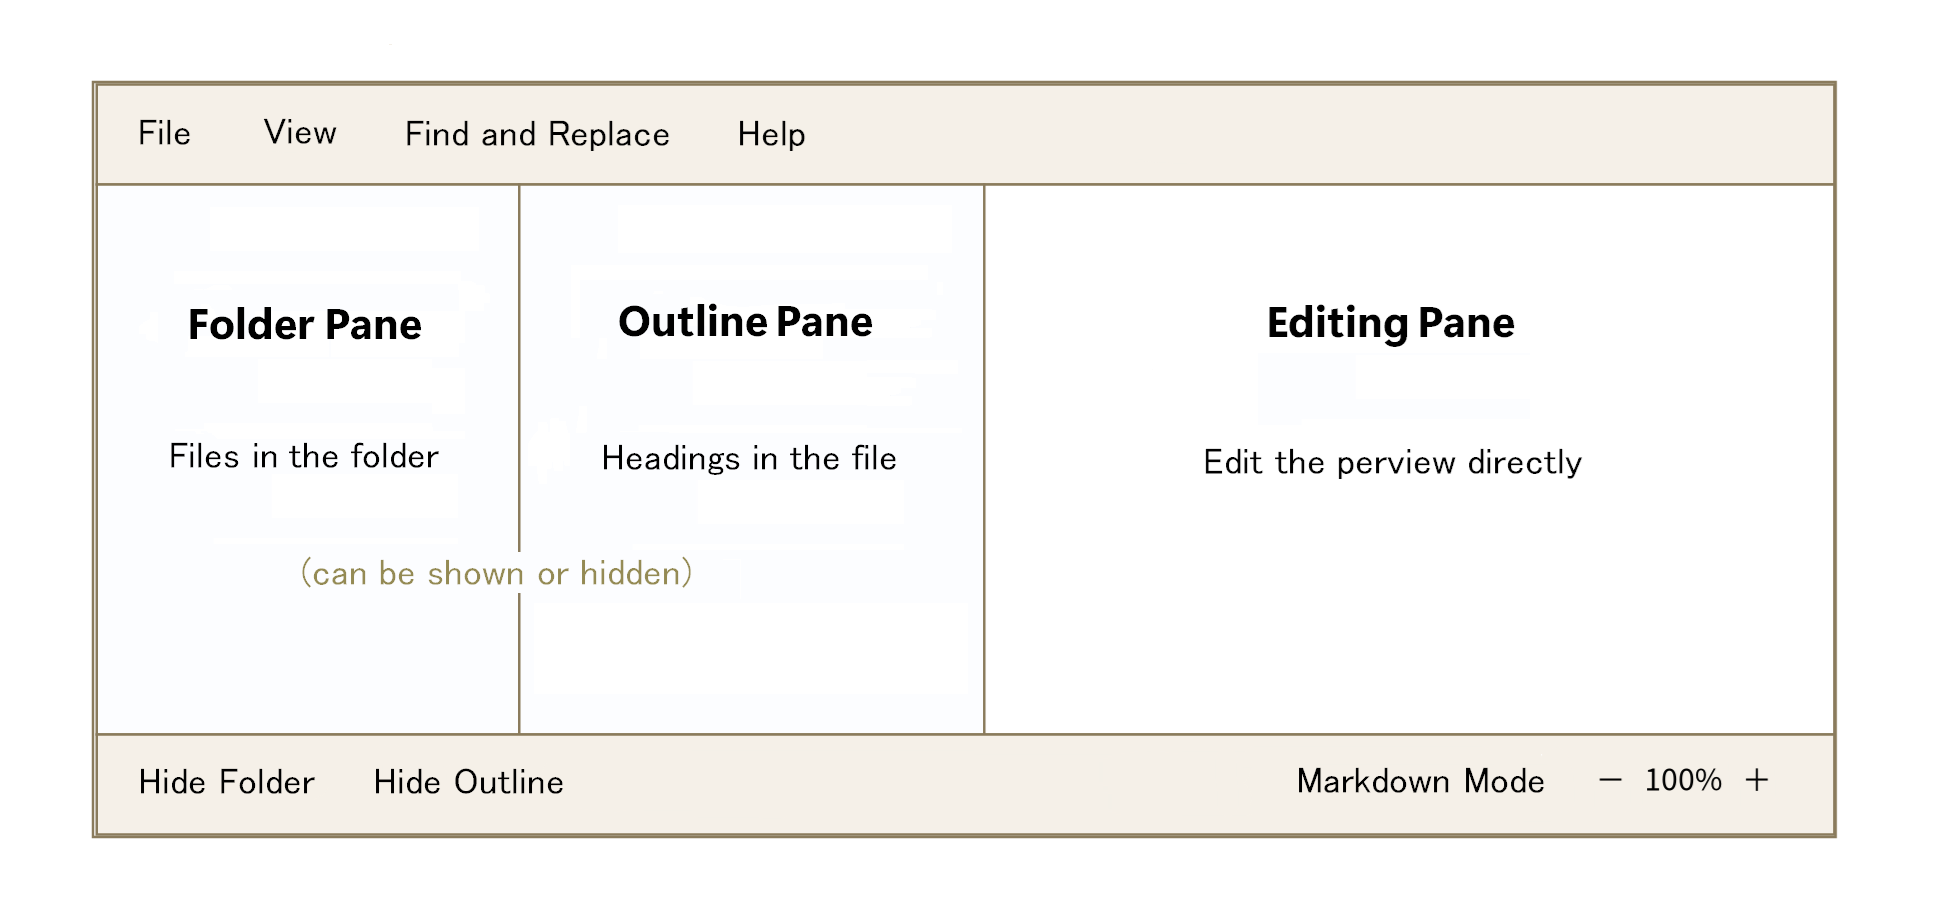 File View Find and Replace Help
Folder Pane Outline Pane Editing Pane
Files in the folder Headings in the file Edit the perview directly
(can be shown or hidden)
Hide Folder Hide Outline Markdown Mode － 100% ＋